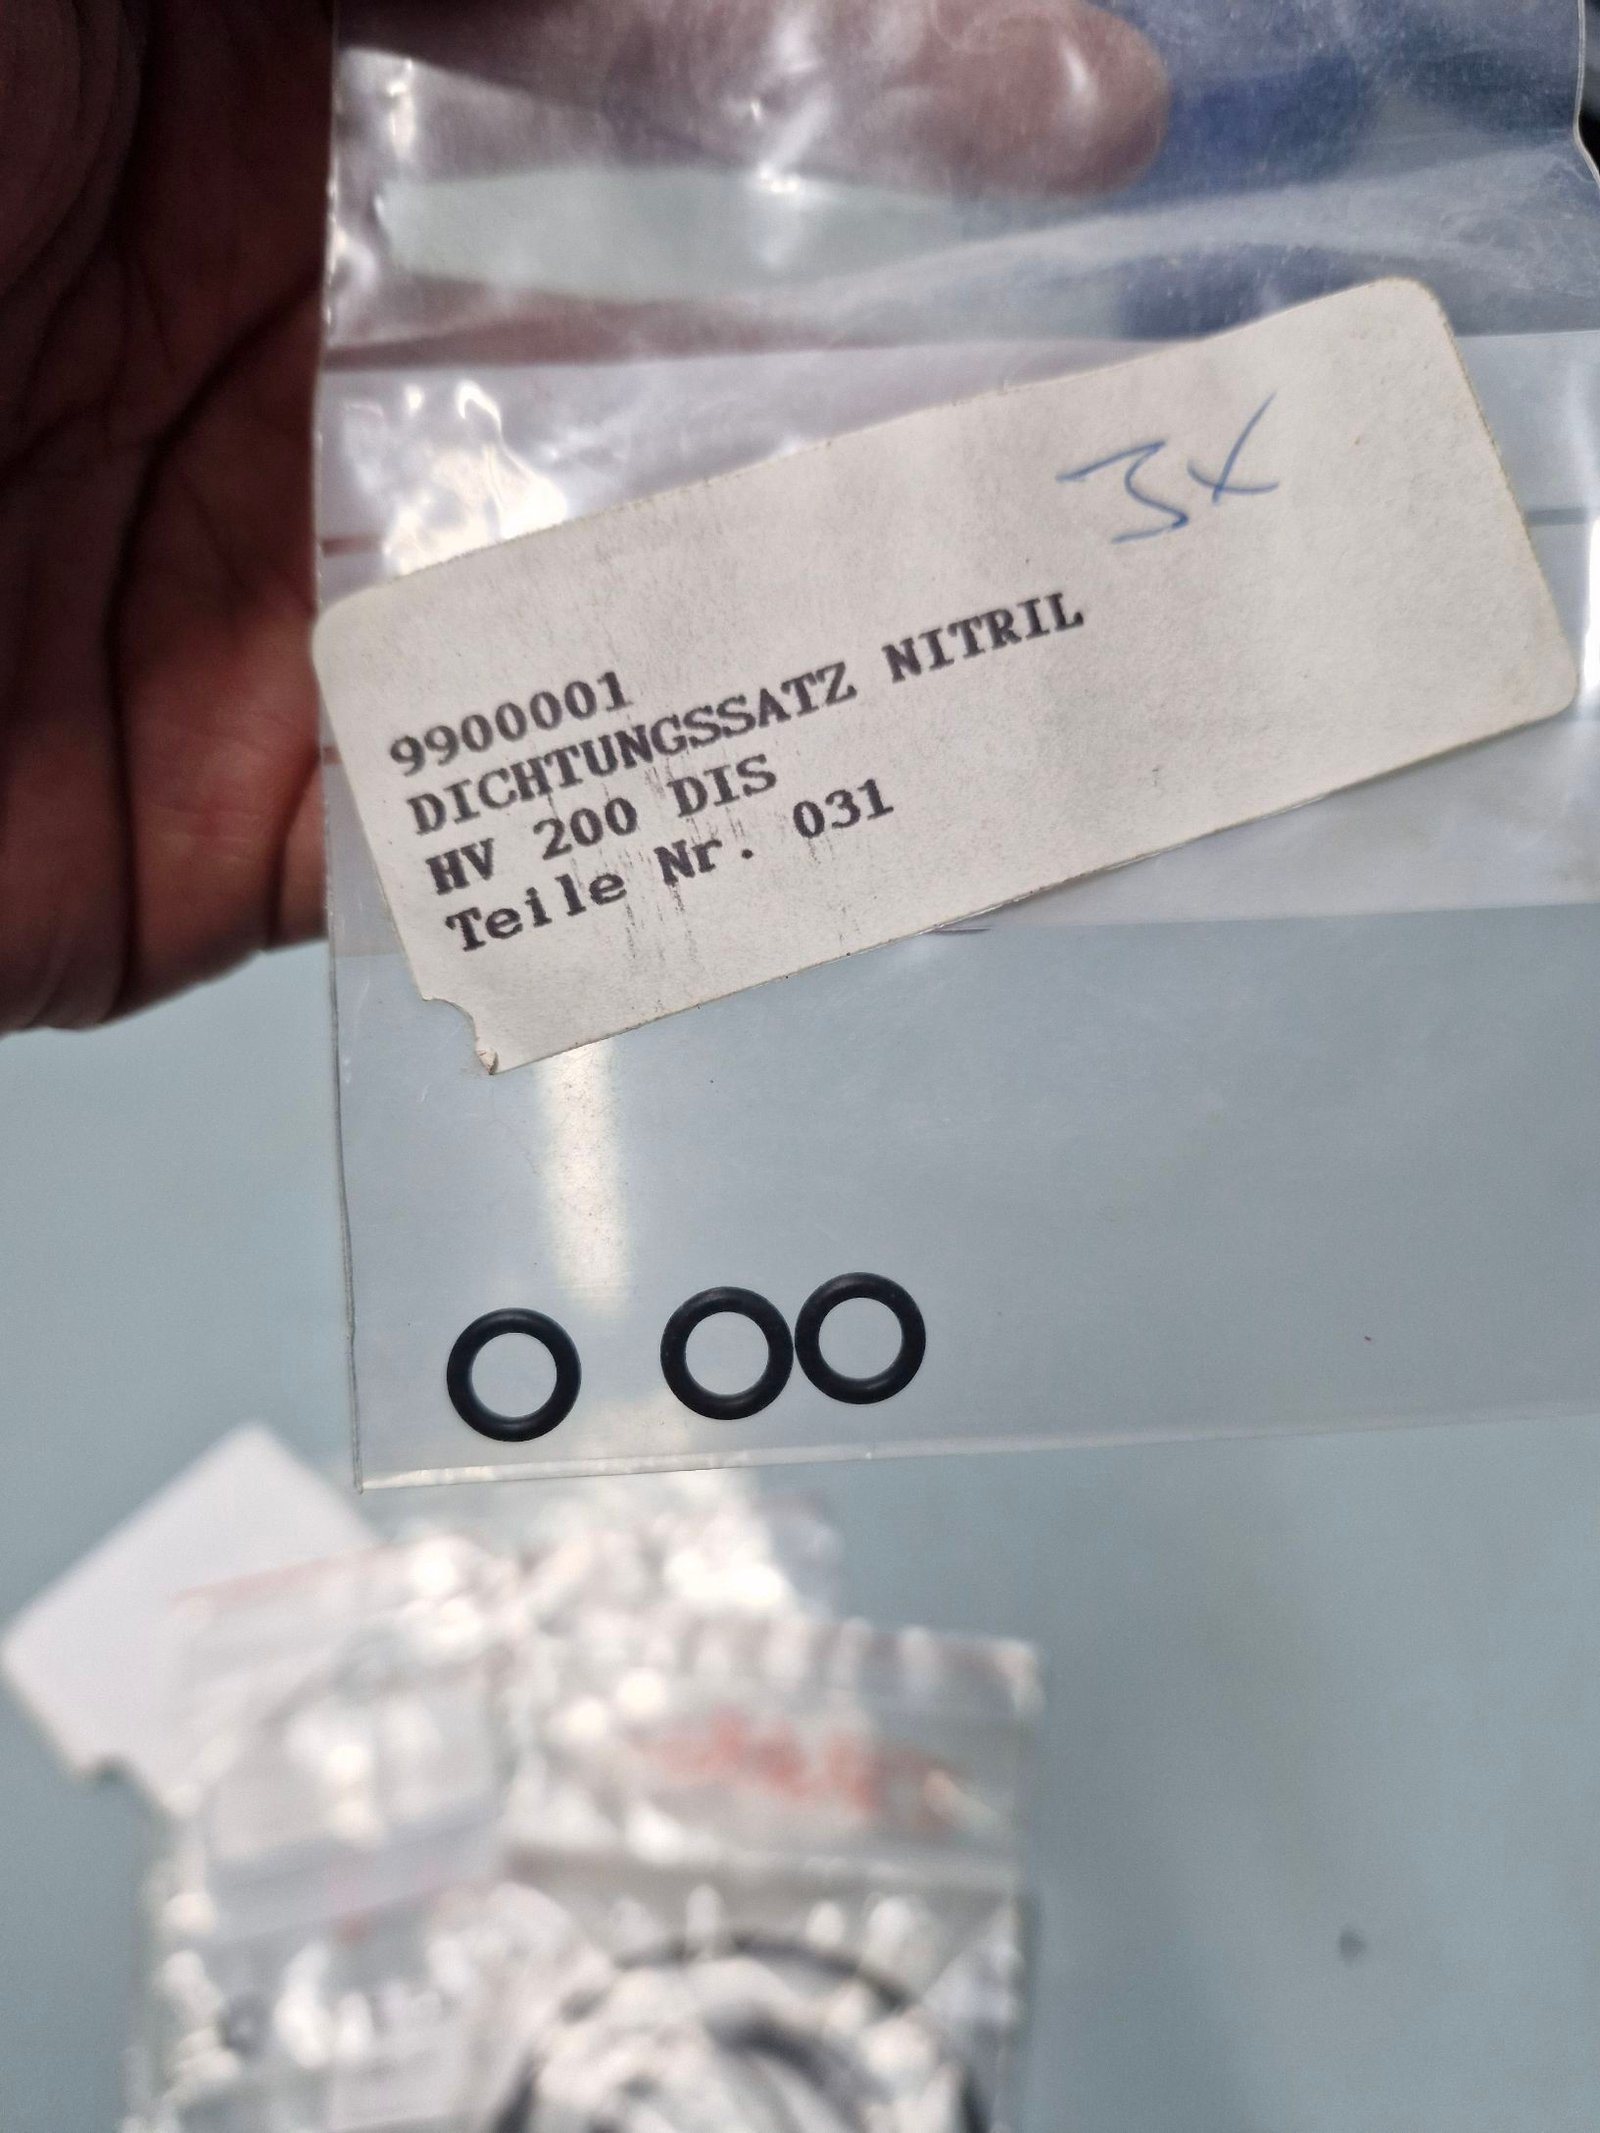 3x
9900001
DICHTUNGSSATZ NITRIL
HV 200 DIS
Teile Nr. 031